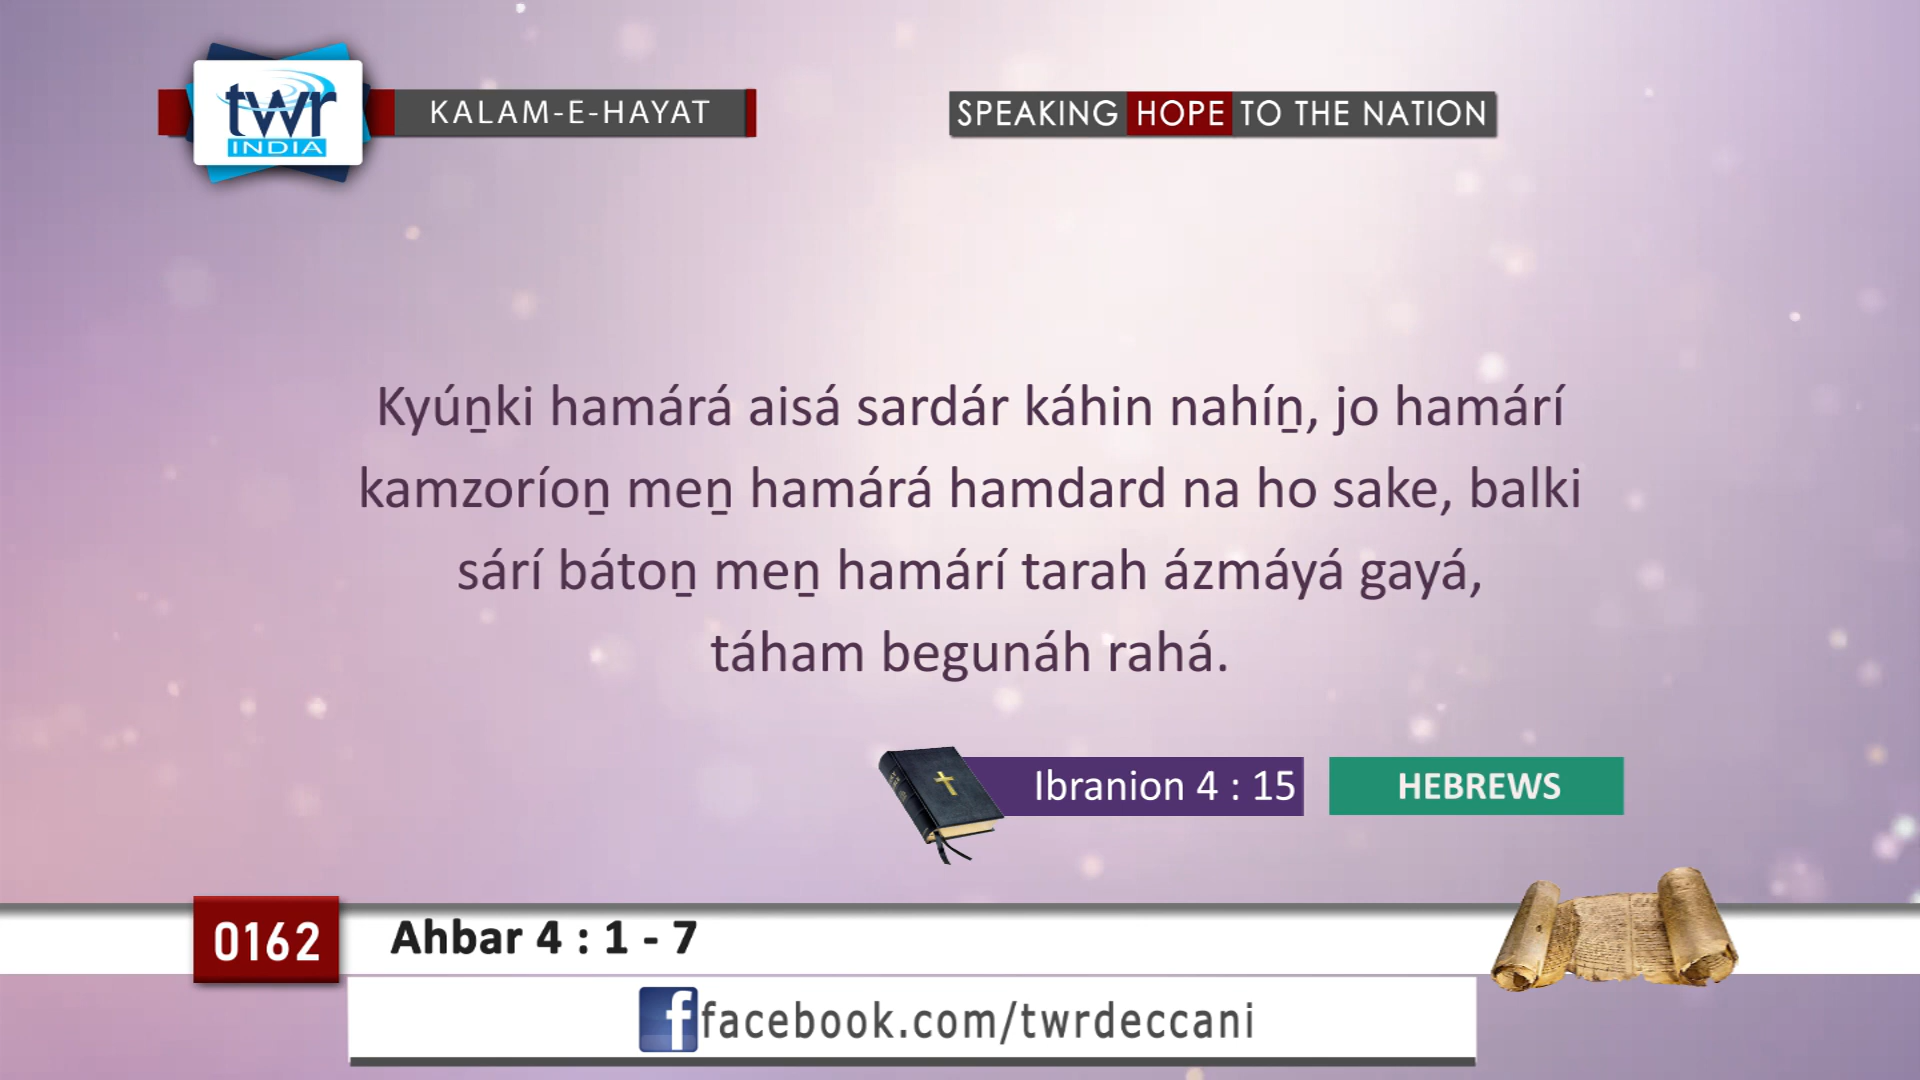 twr
INDIA
KALAM-E-HAYAT
SPEAKING HOPE TO THE NATION
Kyúṉki hamárá aisá sardár káhin nahíṉ, jo hamárí
kamzoríoṉ meṉ hamárá hamdard na ho sake, balki
sárí bátoṉ meṉ hamárí tarah ázmáyá gayá,
táham begunáh rahá.
Ibranion 4 : 15
HEBREWS
0162
Ahbar 4 : 1 - 7
facebook.com/twrdeccani